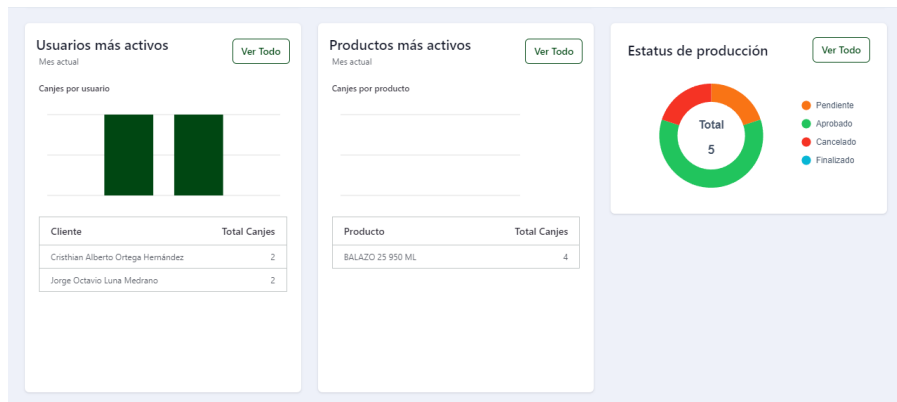 Usuarios más activos
Ver Todo
Mes actual
Canjes por usuario
Cliente Total Canjes
Cristhian Alberto Ortega Hernández 2
Jorge Octavio Luna Medrano 2
Productos más activos
Ver Todo
Mes actual
Canjes por producto
Producto Total Canjes
BALAZO 25 950 ML 4
Estatus de producción
Ver Todo
Total
5
Pendiente
Aprobado
Cancelado
Finalizado